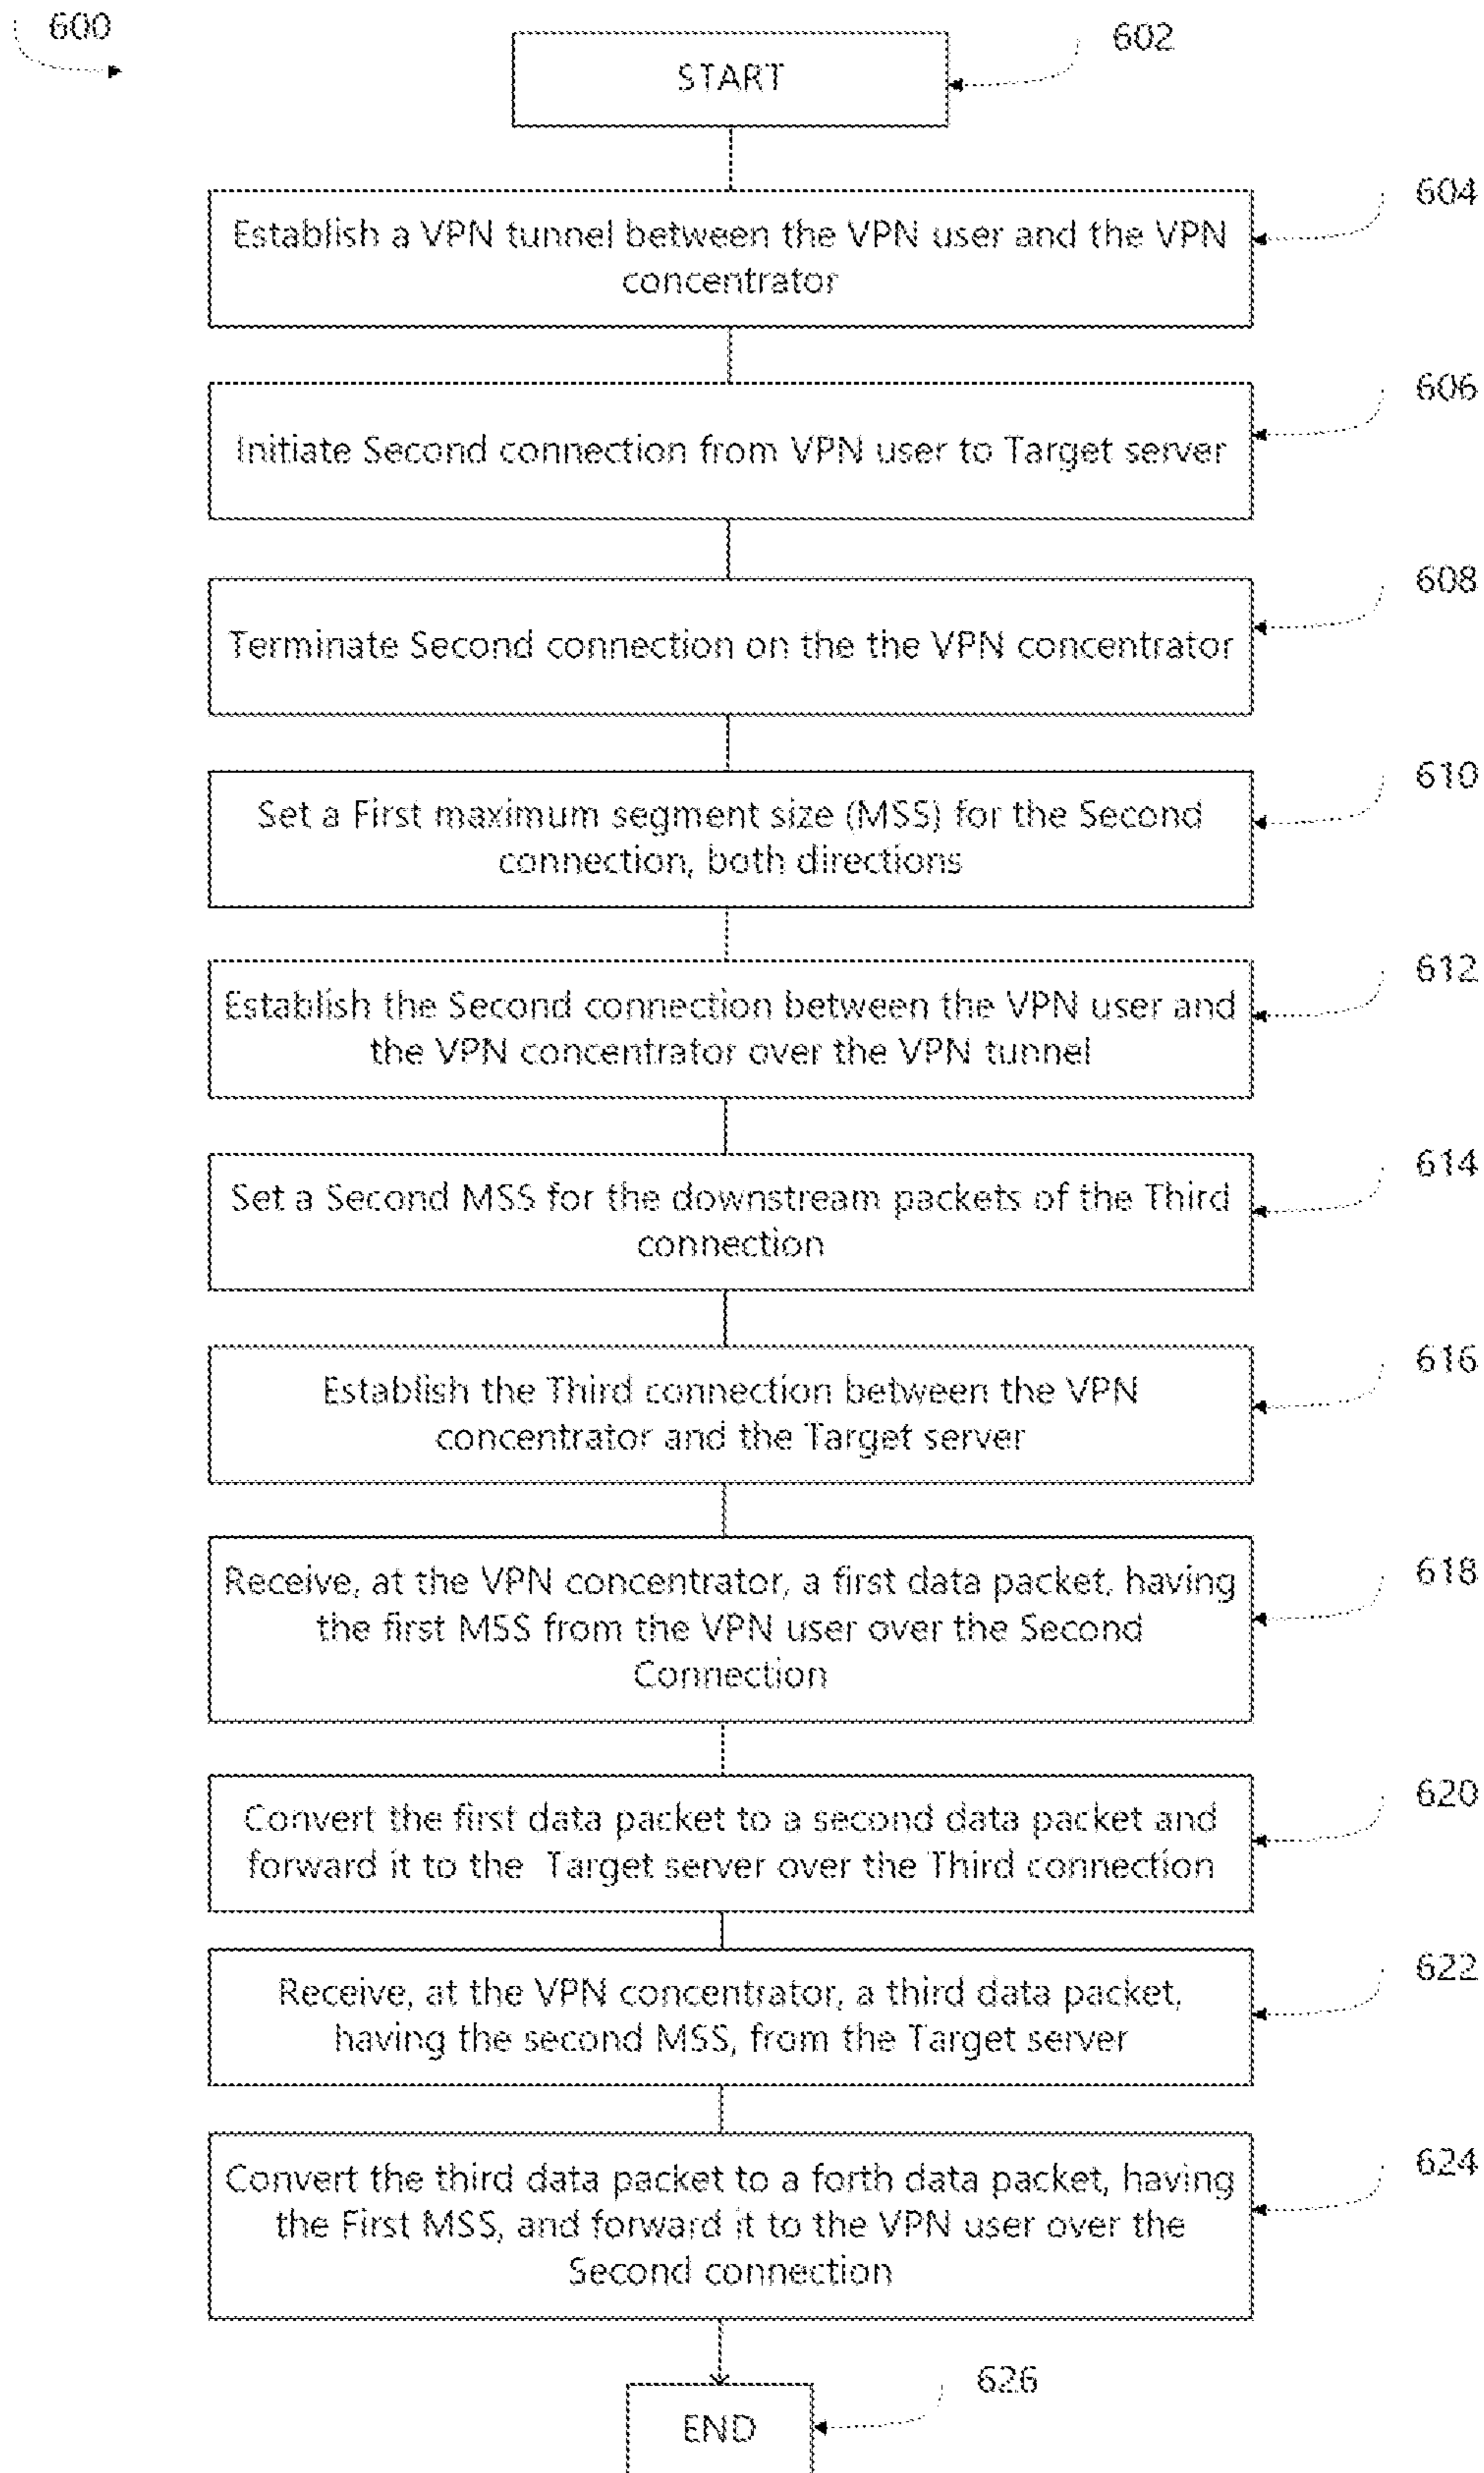 600
START
602
Establish a VPN tunnel between the VPN user and the VPN
concentrator
604
Initiate Second connection from VPN user to Target server
606
Terminate Second connection on the the VPN concentrator
608
Set a First maximum segment size (MSS) for the Second
connection, both directions
610
Establish the Second connection between the VPN user and
the VPN concentrator over the VPN tunnel
612
Set a Second MSS for the downstream packets of the Third
connection
614
Establish the Third connection between the VPN
concentrator and the Target server
616
Receive, at the VPN concentrator, a first data packet, having
the first MSS from the VPN user over the Second
Connection
618
Convert the first data packet to a second data packet and
forward it to the Target server over the Third connection
620
Receive, at the VPN concentrator, a third data packet,
having the second MSS, from the Target server
622
Convert the third data packet to a forth data packet, having
the First MSS, and forward it to the VPN user over the
Second connection
624
END
626